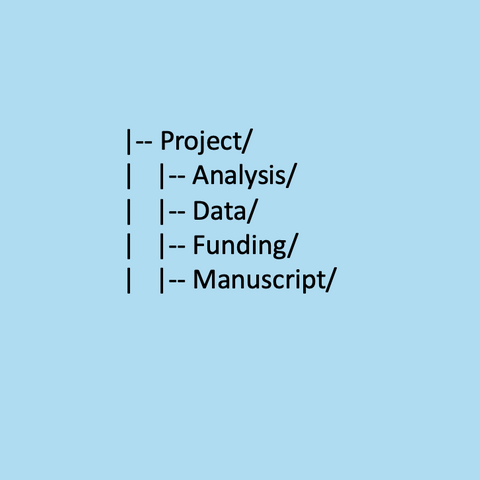 |-- Project/
|   |-- Analysis/
|   |-- Data/
|   |-- Funding/
|   |-- Manuscript/